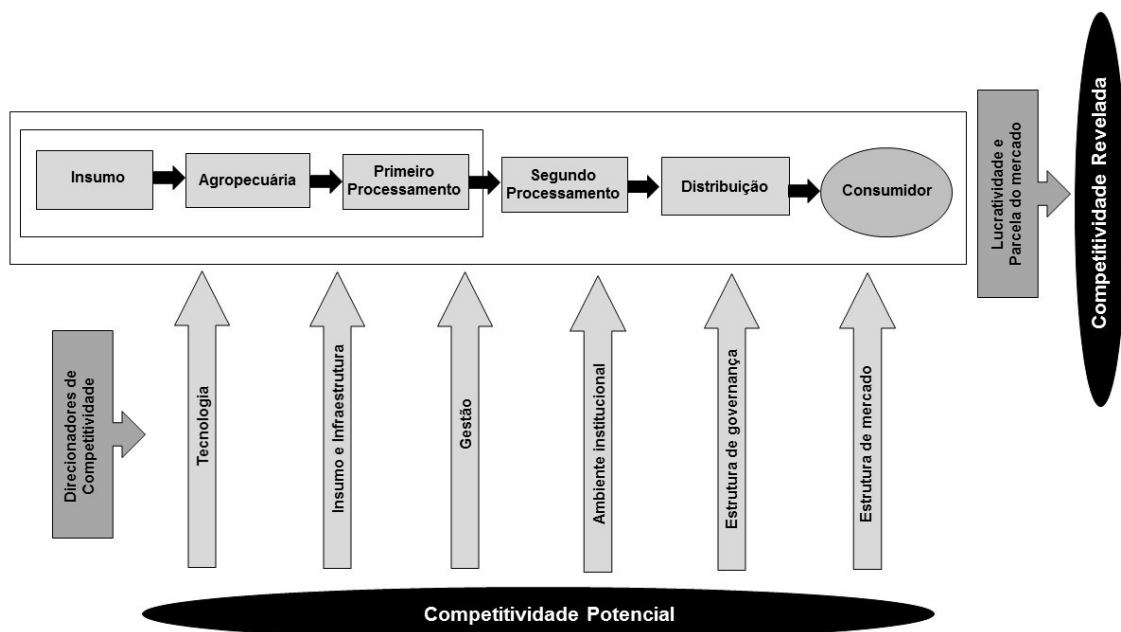 Insumo
Agropecuária
Primeiro
Processamento
Segundo
Processamento
Distribuição
Consumidor
Lucratividade e
Parcela do mercado
Competitividade Revelada
Direcionadores de
Competitividade
Tecnologia
Insumo e Infraestrutura
Gestão
Ambiente institucional
Estrutura de governança
Estrutura de mercado
Competitividade Potencial